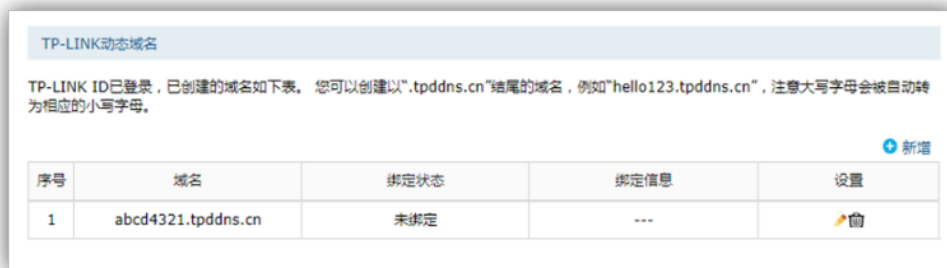 TP-LINK动态域名
TP-LINK ID已登录，已创建的域名如下表。 您可以创建以“.tpddns.cn”结尾的域名，例如“hello123.tpddns.cn”，注意大写字母会被自动转
为相应的小写字母。
新增
序号 域名 绑定状态 绑定信息 设置
1 abcd4321.tpddns.cn 未绑定 ---